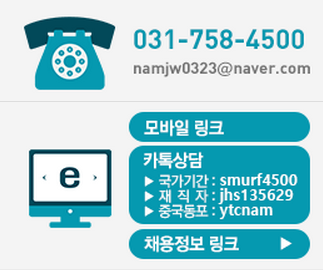 031-758-4500
namjw0323@naver.com
모바일 링크
카톡상담
▶ 국가기간 : smurf4500
▶ 재 직 자 : jhs135629
▶ 중국동포 : ytcnam
e
채용정보 링크 ▶